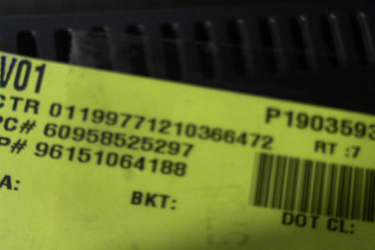 V01
CTR 01199771210366472
P1903593
PC# 60958525297
RT :7
P# 96151064188
A:
BKT:
DOT CL: